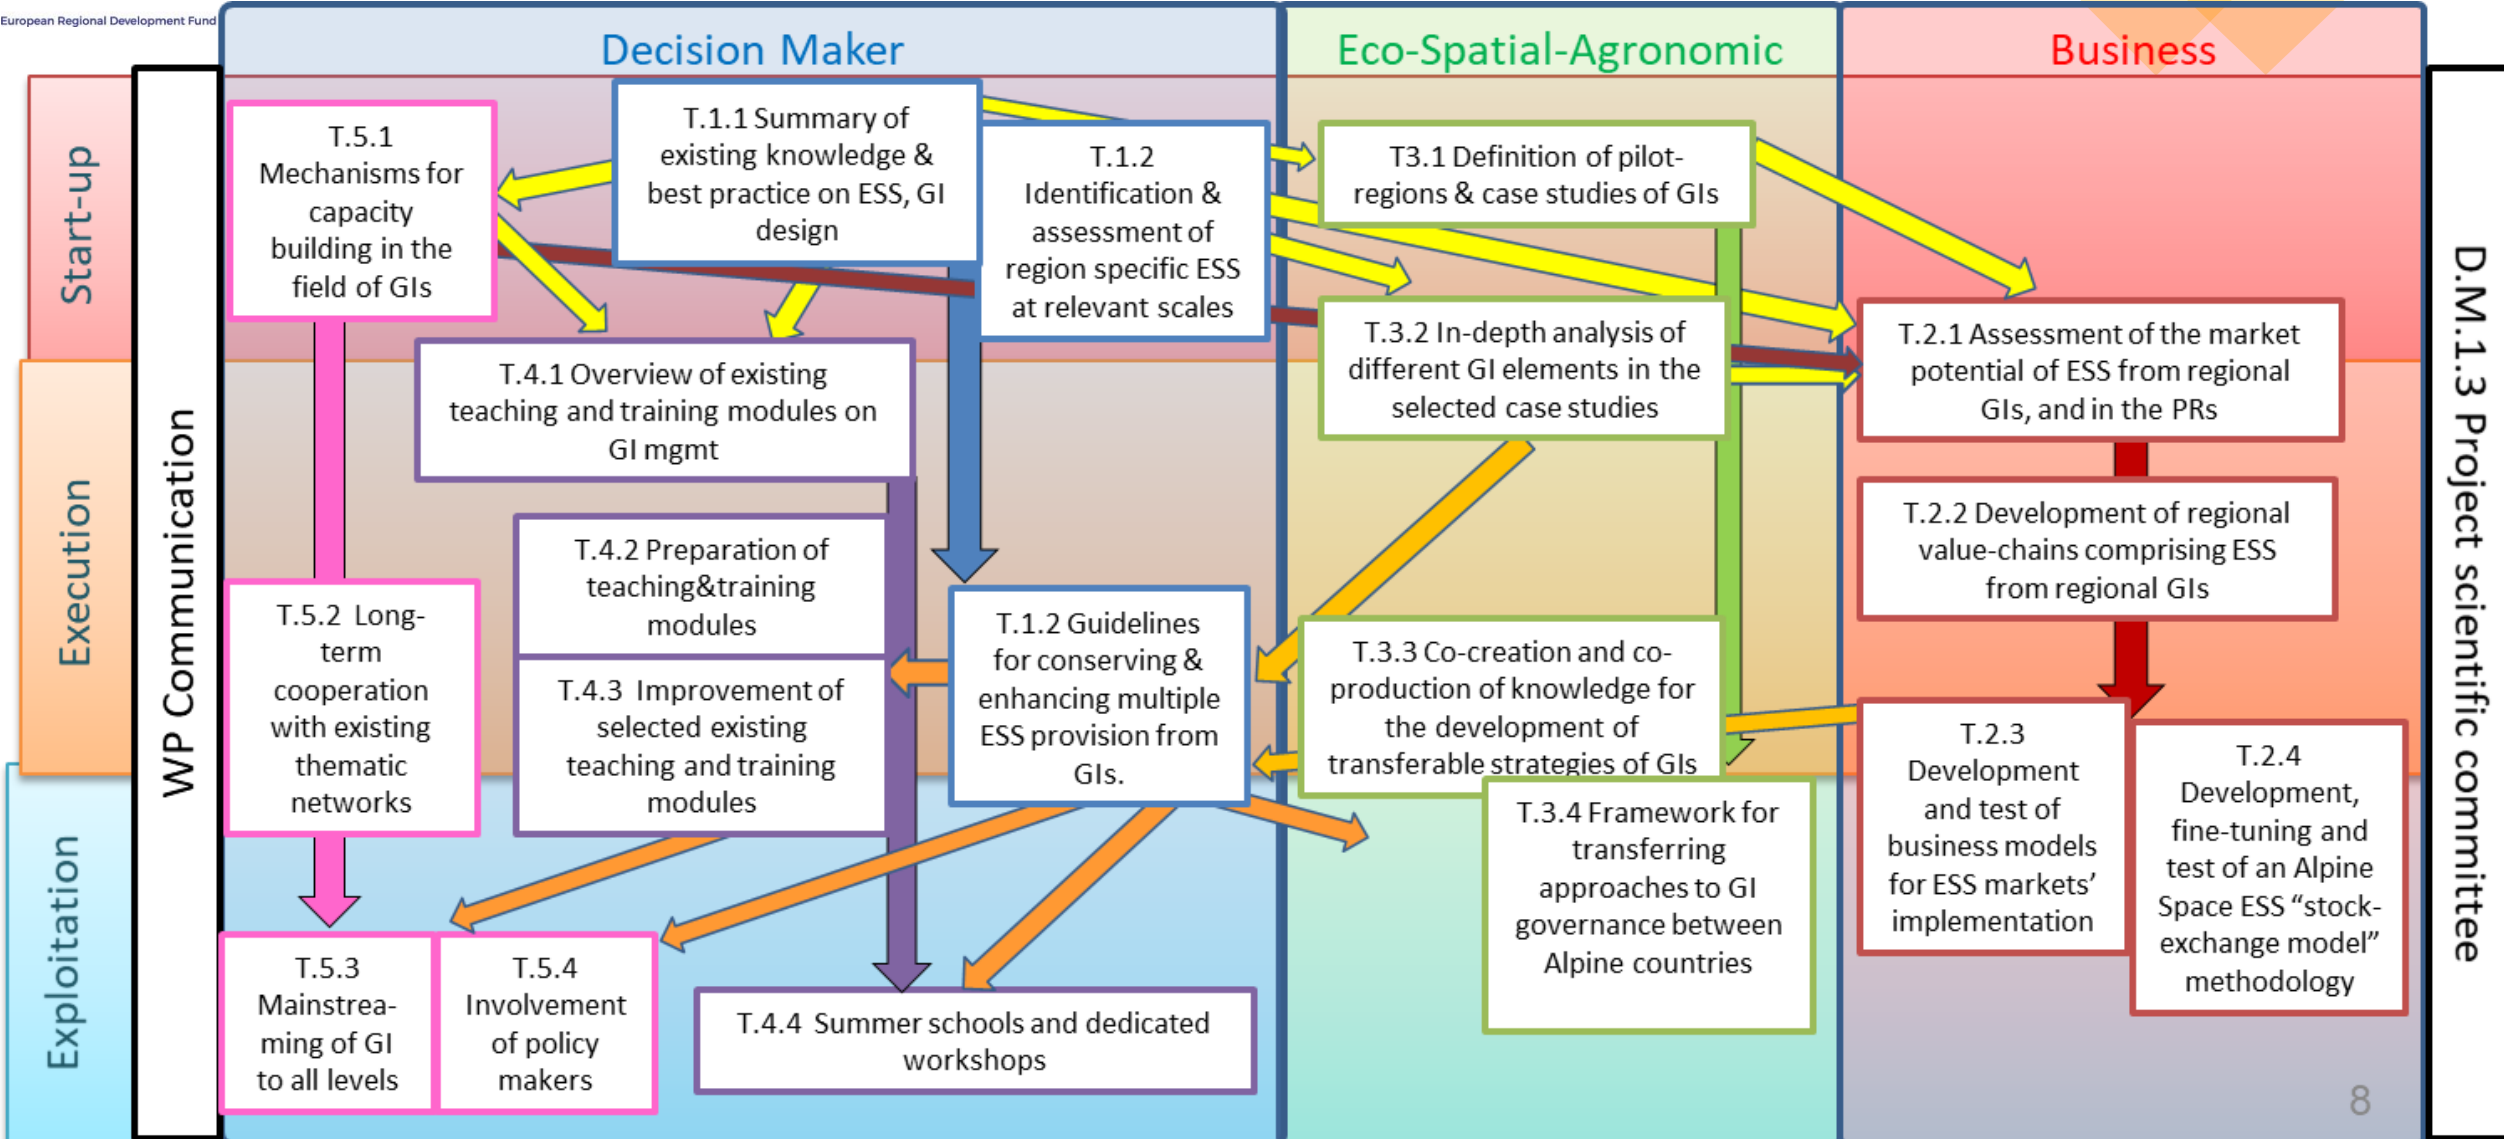 European Regional Development Fund
Decision Maker
Eco-Spatial-Agronomic
Business
Start-up
Execution
Exploitation
WP Communication
T.5.1
Mechanisms for
capacity
building in the
field of GIs
T.1.1 Summary of
existing knowledge &
best practice on ESS, GI
design
T.1.2
Identification &
assessment of
region specific ESS
at relevant scales
T3.1 Definition of pilot-
regions & case studies of GIs
T.3.2 In-depth analysis of
different GI elements in the
selected case studies
T.2.1 Assessment of the market
potential of ESS from regional
GIs, and in the PRs
T.4.1 Overview of existing
teaching and training modules on
GI mgmt
T.2.2 Development of regional
value-chains comprising ESS
from regional GIs
T.4.2 Preparation of
teaching&training
modules
T.5.2 Long-
term
cooperation
with existing
thematic
networks
T.4.3 Improvement of
selected existing
teaching and training
modules
T.1.2 Guidelines
for conserving &
enhancing multiple
ESS provision from
GIs.
T.3.3 Co-creation and co-
production of knowledge for
the development of
transferable strategies of GIs
T.3.4 Framework for
transferring
approaches to GI
governance between
Alpine countries
T.2.3
Development
and test of
business models
for ESS markets’
implementation
T.2.4
Development,
fine-tuning and
test of an Alpine
Space ESS “stock-
exchange model”
methodology
T.5.3
Mainstrea-
ming of GI
to all levels
T.5.4
Involvement
of policy
makers
T.4.4 Summer schools and dedicated
workshops
D.M.1.3 Project scientific committee
8